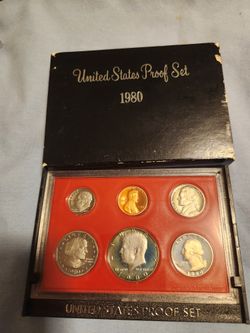 United States Proof Set
1980
UNITED STATES PROOF SET